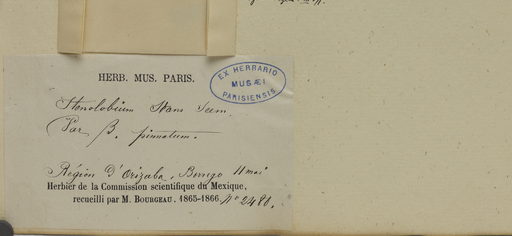 HERB. MUS. PARIS.
EX HERBARIO
MUSÆI
PARISIENSIS
Stenolobium Stans Seem.
Var β. pinnatum.
Région d'Orizaba, Borrego 11 mai
Herbier de la Commission scientifique du Mexique,
recueilli par M. BOURGEAU. 1865-1866. No 2480.